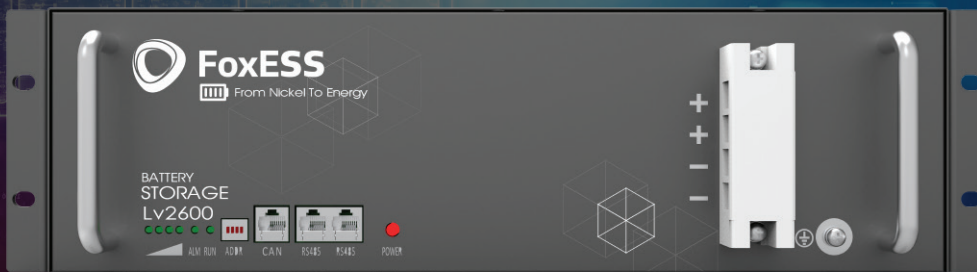 FoxESS
From Nickel To Energy
+
+
−
−
BATTERY
STORAGE
Lv2600
ALM RUN ADDR CAN RS485 RS485 POWER